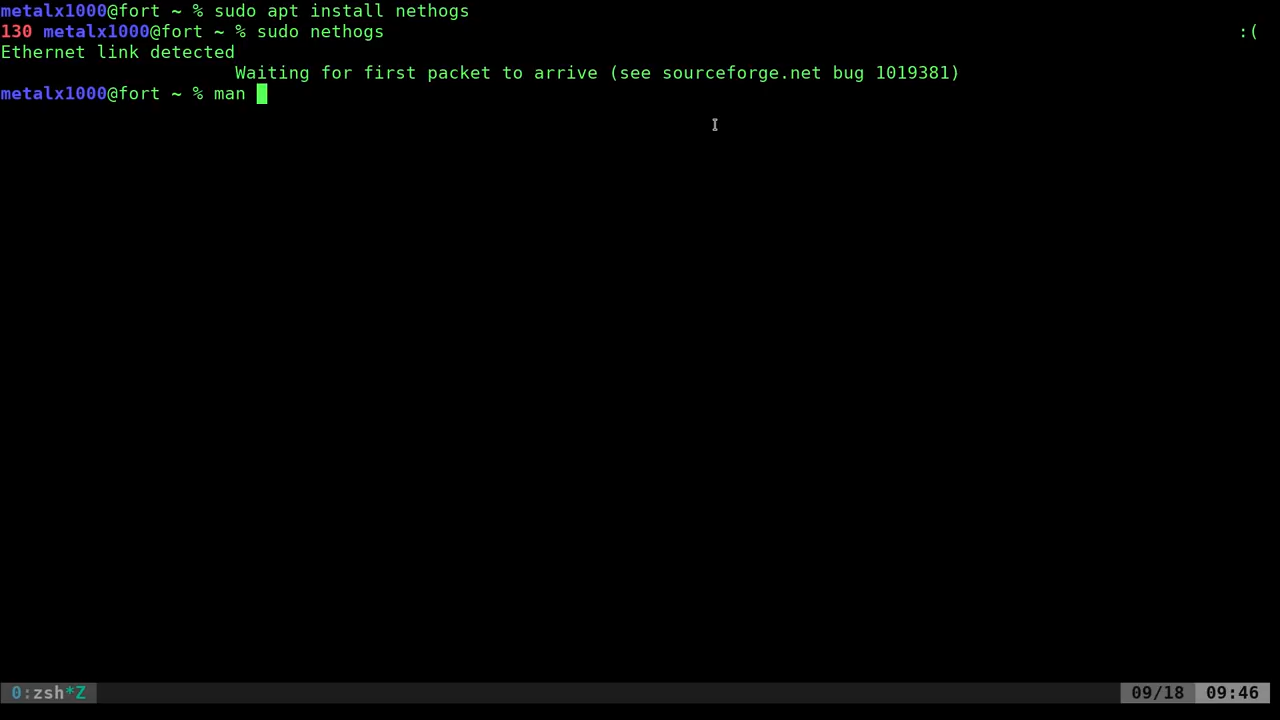 metalx1000@fort ~ % sudo apt install nethogs
130 metalx1000@fort ~ % sudo nethogs :(
Ethernet link detected
Waiting for first packet to arrive (see sourceforge.net bug 1019381)
metalx1000@fort ~ % man
0:zsh*Z 09/18 09:46